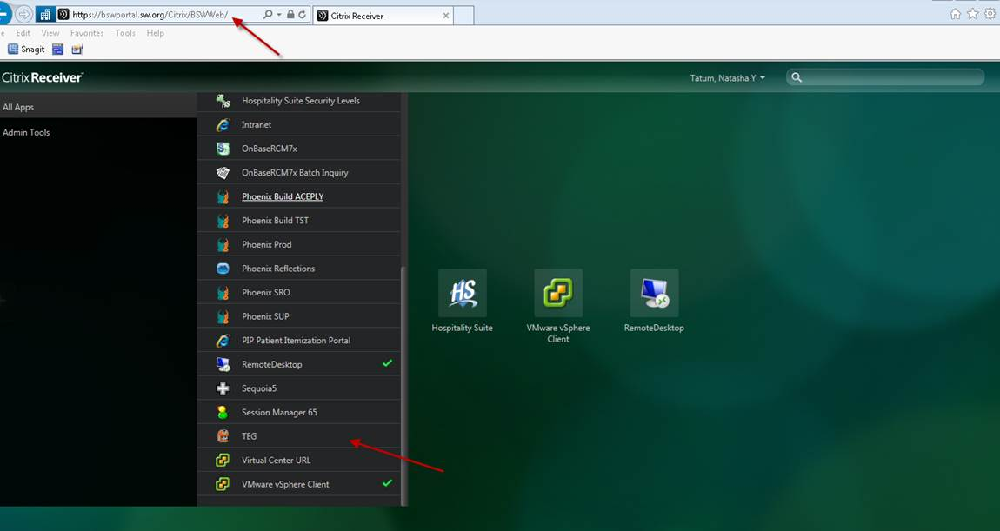 https://bswportal.sw.org/Citrix/BSWWeb/
Citrix Receiver
Edit View Favorites Tools Help
Snagit
Citrix Receiver
Tatum, Natasha Y
All Apps
Admin Tools
Hospitality Suite Security Levels
Intranet
OnBaseRCM7x
OnBaseRCM7x Batch Inquiry
Phoenix Build ACEPLY
Phoenix Build TST
Phoenix Prod
Phoenix Reflections
Phoenix SRO
Phoenix SUP
PIP Patient Itemization Portal
RemoteDesktop
Sequoia5
Session Manager 65
TEG
Virtual Center URL
VMware vSphere Client
HS
Hospitality Suite
VMware vSphere
Client
RemoteDesktop